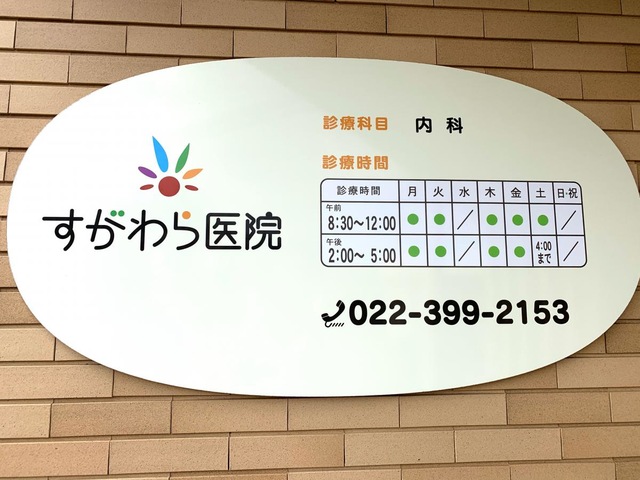 すがわら医院
診療科目 内科
診療時間
診療時間 月 火 水 木 金 土 日・祝
午前
8:30〜12:00 ● ● ／ ● ● ● ／
午後
2:00〜 5:00 ● ● ／ ● ● 4:00まで ／
022-399-2153